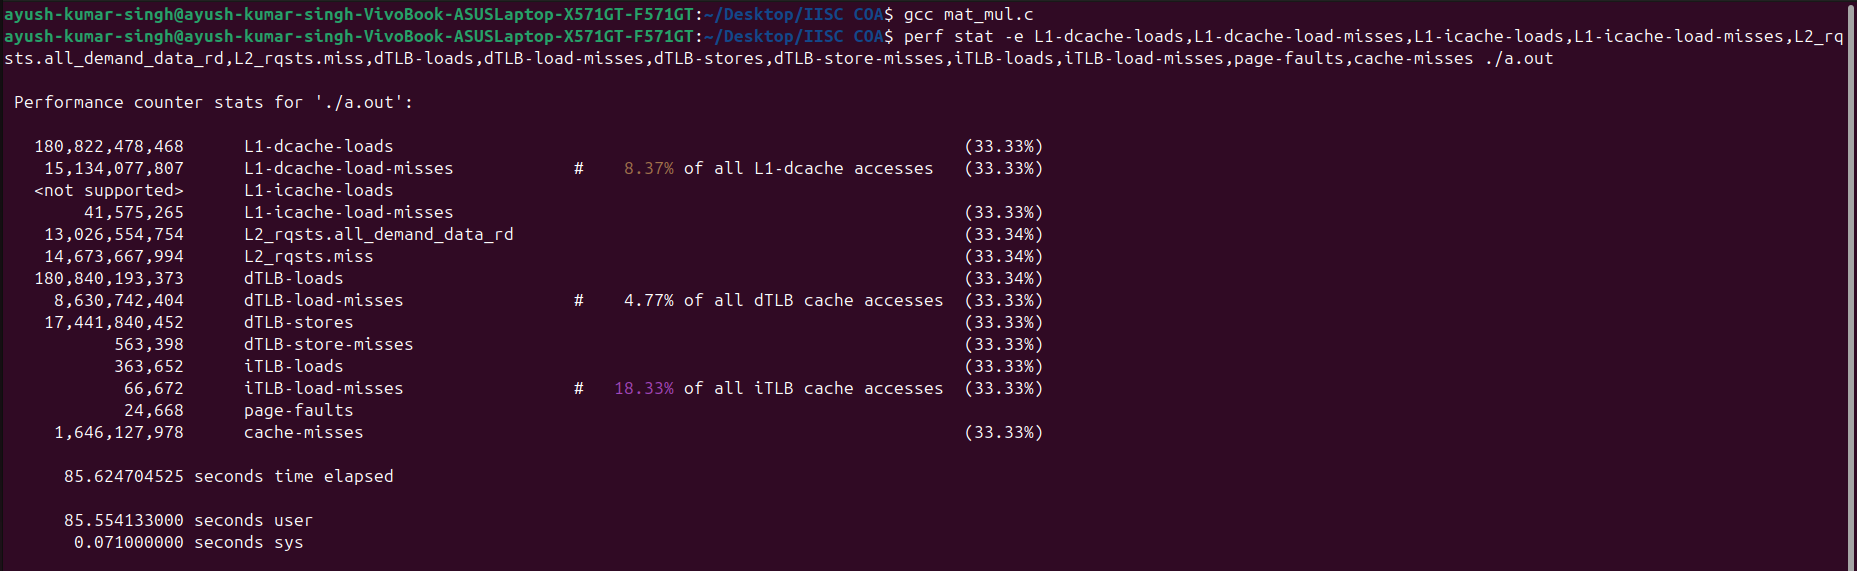 ayush-kumar-singh@ayush-kumar-singh-VivoBook-ASUSLaptop-X571GT-F571GT:~/Desktop/IISC COA$ gcc mat_mul.c
ayush-kumar-singh@ayush-kumar-singh-VivoBook-ASUSLaptop-X571GT-F571GT:~/Desktop/IISC COA$ perf stat -e L1-dcache-loads,L1-dcache-load-misses,L1-icache-loads,L1-icache-load-misses,L2_rq
sts.all_demand_data_rd,L2_rqsts.miss,dTLB-loads,dTLB-load-misses,dTLB-stores,dTLB-store-misses,iTLB-loads,iTLB-load-misses,page-faults,cache-misses ./a.out
Performance counter stats for './a.out':
180,822,478,468 L1-dcache-loads (33.33%)
15,134,077,807 L1-dcache-load-misses # 8.37% of all L1-dcache accesses (33.33%)
<not supported> L1-icache-loads
41,575,265 L1-icache-load-misses (33.33%)
13,026,554,754 L2_rqsts.all_demand_data_rd (33.34%)
14,673,667,994 L2_rqsts.miss (33.34%)
180,840,193,373 dTLB-loads (33.34%)
8,630,742,404 dTLB-load-misses # 4.77% of all dTLB cache accesses (33.33%)
17,441,840,452 dTLB-stores (33.33%)
563,398 dTLB-store-misses (33.33%)
363,652 iTLB-loads (33.33%)
66,672 iTLB-load-misses # 18.33% of all iTLB cache accesses (33.33%)
24,668 page-faults
1,646,127,978 cache-misses (33.33%)
85.624704525 seconds time elapsed
85.554133000 seconds user
0.071000000 seconds sys